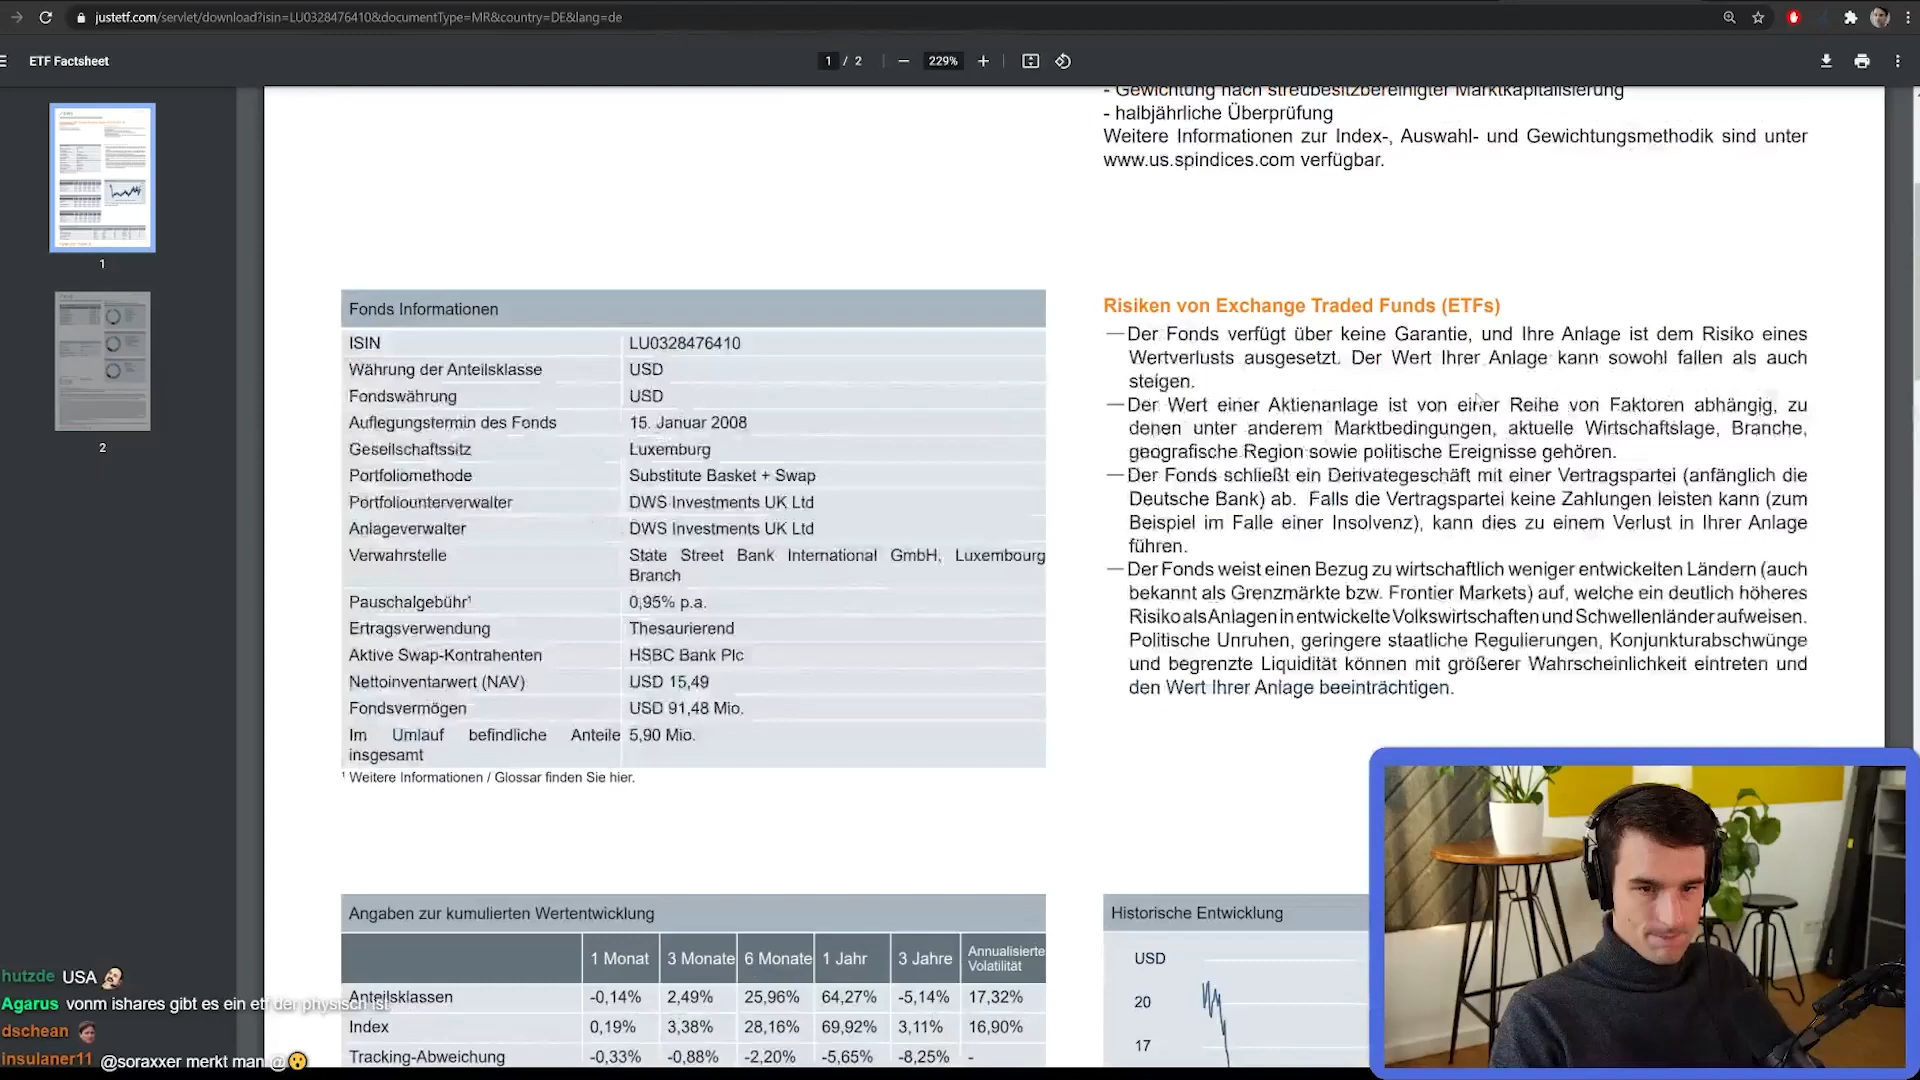 justetf.com/servlet/download?isin=LU0328476410&documentType=MR&country=DE&lang=de
ETF Factsheet
1 / 2
229%
1
2
- Gewichtung nach streubesitzbereinigter Marktkapitalisierung
- halbjährliche Überprüfung
Weitere Informationen zur Index-, Auswahl- und Gewichtungsmethodik sind unter
www.us.spindices.com verfügbar.
Fonds Informationen
ISIN LU0328476410
Währung der Anteilsklasse USD
Fondswährung USD
Auflegungstermin des Fonds 15. Januar 2008
Gesellschaftssitz Luxemburg
Portfoliomethode Substitute Basket + Swap
Portfoliounterverwalter DWS Investments UK Ltd
Anlageverwalter DWS Investments UK Ltd
Verwahrstelle State Street Bank International GmbH, Luxembourg
Branch
Pauschalgebühr¹ 0,95% p.a.
Ertragsverwendung Thesaurierend
Aktive Swap-Kontrahenten HSBC Bank Plc
Nettoinventarwert (NAV) USD 15,49
Fondsvermögen USD 91,48 Mio.
Im Umlauf befindliche Anteile 5,90 Mio.
insgesamt
¹ Weitere Informationen / Glossar finden Sie hier.
Risiken von Exchange Traded Funds (ETFs)
—Der Fonds verfügt über keine Garantie, und Ihre Anlage ist dem Risiko eines
Wertverlusts ausgesetzt. Der Wert Ihrer Anlage kann sowohl fallen als auch
steigen.
—Der Wert einer Aktienanlage ist von einer Reihe von Faktoren abhängig, zu
denen unter anderem Marktbedingungen, aktuelle Wirtschaftslage, Branche,
geografische Region sowie politische Ereignisse gehören.
—Der Fonds schließt ein Derivategeschäft mit einer Vertragspartei (anfänglich die
Deutsche Bank) ab. Falls die Vertragspartei keine Zahlungen leisten kann (zum
Beispiel im Falle einer Insolvenz), kann dies zu einem Verlust in Ihrer Anlage
führen.
—Der Fonds weist einen Bezug zu wirtschaftlich weniger entwickelten Ländern (auch
bekannt als Grenzmärkte bzw. Frontier Markets) auf, welche ein deutlich höheres
Risiko als Anlagen in entwickelte Volkswirtschaften und Schwellenländer aufweisen.
Politische Unruhen, geringere staatliche Regulierungen, Konjunkturabschwünge
und begrenzte Liquidität können mit größerer Wahrscheinlichkeit eintreten und
den Wert Ihrer Anlage beeinträchtigen.
Angaben zur kumulierten Wertentwicklung
1 Monat 3 Monate 6 Monate 1 Jahr 3 Jahre Annualisierte
Volatilität
Anteilsklassen -0,14% 2,49% 25,96% 64,27% -5,14% 17,32%
Index 0,19% 3,38% 28,16% 69,92% 3,11% 16,90%
Tracking-Abweichung -0,33% -0,88% -2,20% -5,65% -8,25% -
Historische Entwicklung
USD
20
17
hutzde USA
Agarus vonm ishares gibt es ein etf der physisch ist
dschean
insulaner11 @soraxxer merkt man @